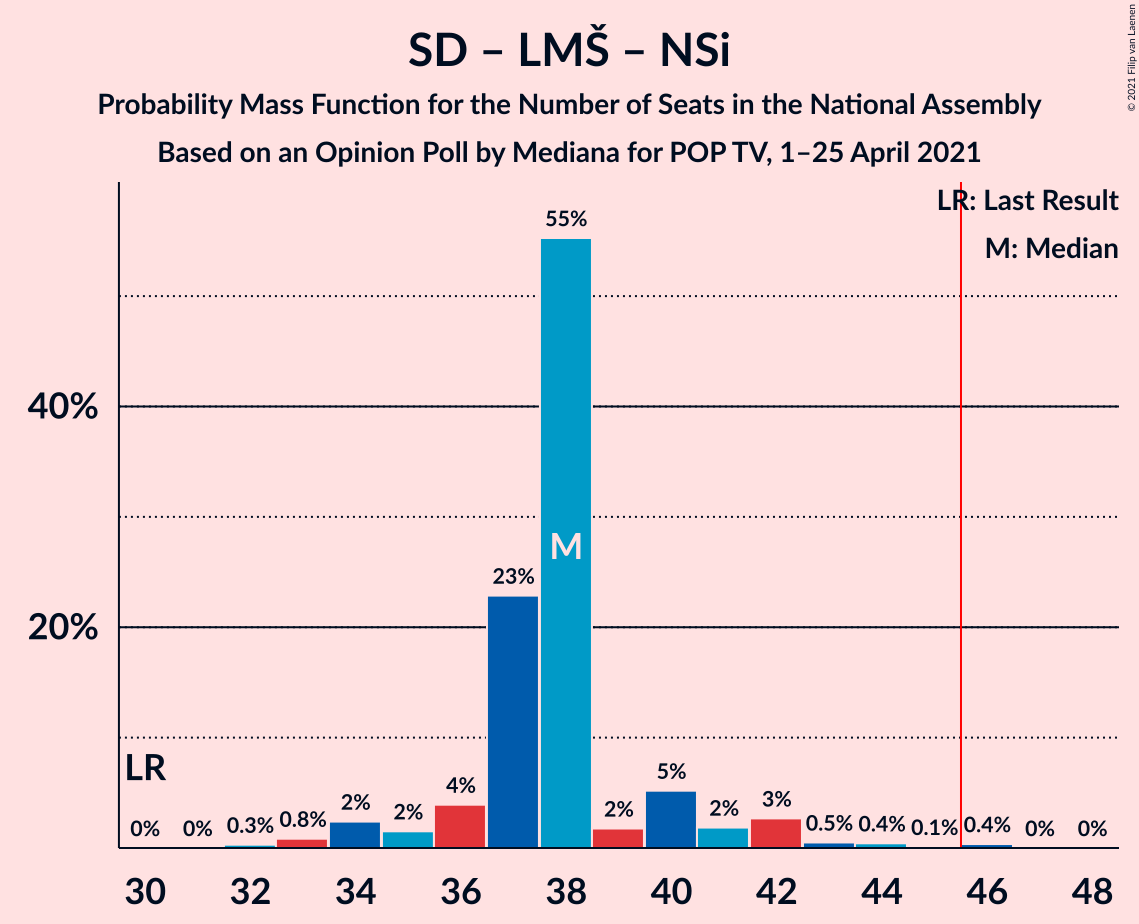 SD – LMŠ – NSi
Probability Mass Function for the Number of Seats in the National Assembly
Based on an Opinion Poll by Mediana for POP TV, 1–25 April 2021
© 2021 Filip van Laenen
LR: Last Result
M: Median
40%
20%
LR
M
0% 0% 0.3% 0.8% 2% 2% 4% 23% 55% 2% 5% 2% 3% 0.5% 0.4% 0.1% 0.4% 0% 0%
30 32 34 36 38 40 42 44 46 48